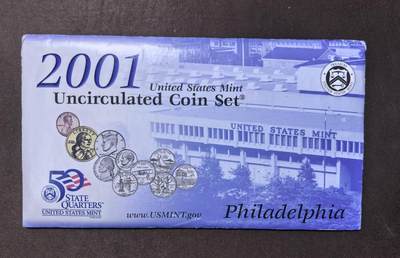 2001 United States Mint
Uncirculated Coin Set®
UNITED STATES MINT
50
STATE
QUARTERS
UNITED STATES MINT
www.USMINT.gov
Philadelphia